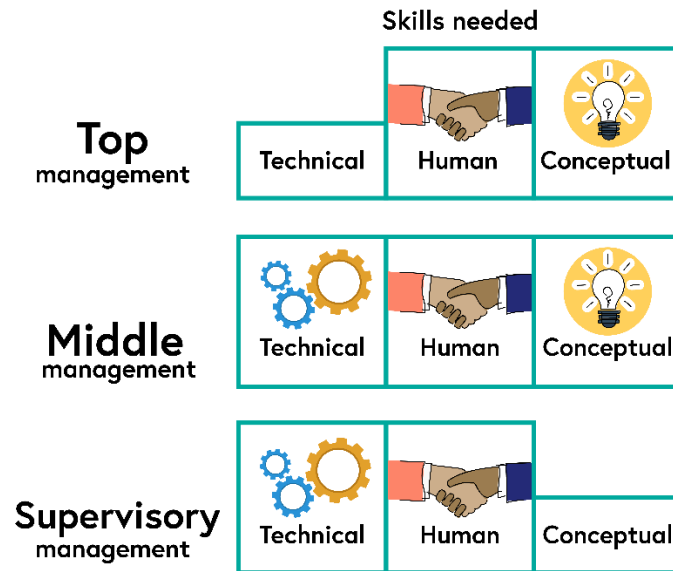 Skills needed
Top
management
Technical
Human
Conceptual
Middle
management
Technical
Human
Conceptual
Supervisory
management
Technical
Human
Conceptual